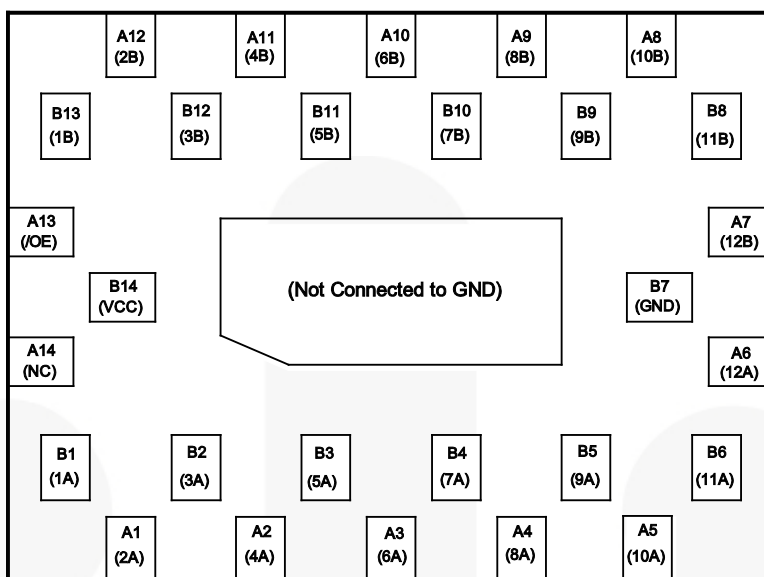 A12
(2B)
A11
(4B)
A10
(6B)
A9
(8B)
A8
(10B)
B13
(1B)
B12
(3B)
B11
(5B)
B10
(7B)
B9
(9B)
B8
(11B)
A13
(/OE)
A7
(12B)
B14
(VCC)
(Not Connected to GND)
B7
(GND)
A14
(NC)
A6
(12A)
B1
(1A)
B2
(3A)
B3
(5A)
B4
(7A)
B5
(9A)
B6
(11A)
A1
(2A)
A2
(4A)
A3
(6A)
A4
(8A)
A5
(10A)